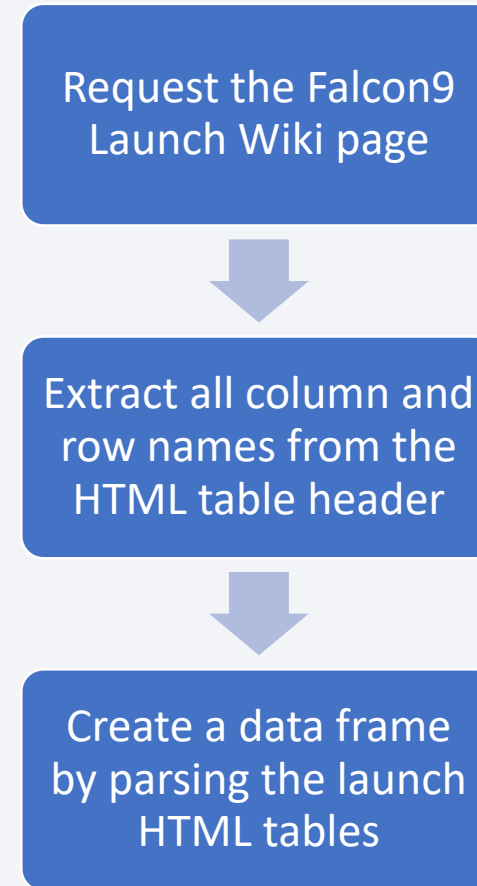 Request the Falcon9
Launch Wiki page
Extract all column and
row names from the
HTML table header
Create a data frame
by parsing the launch
HTML tables